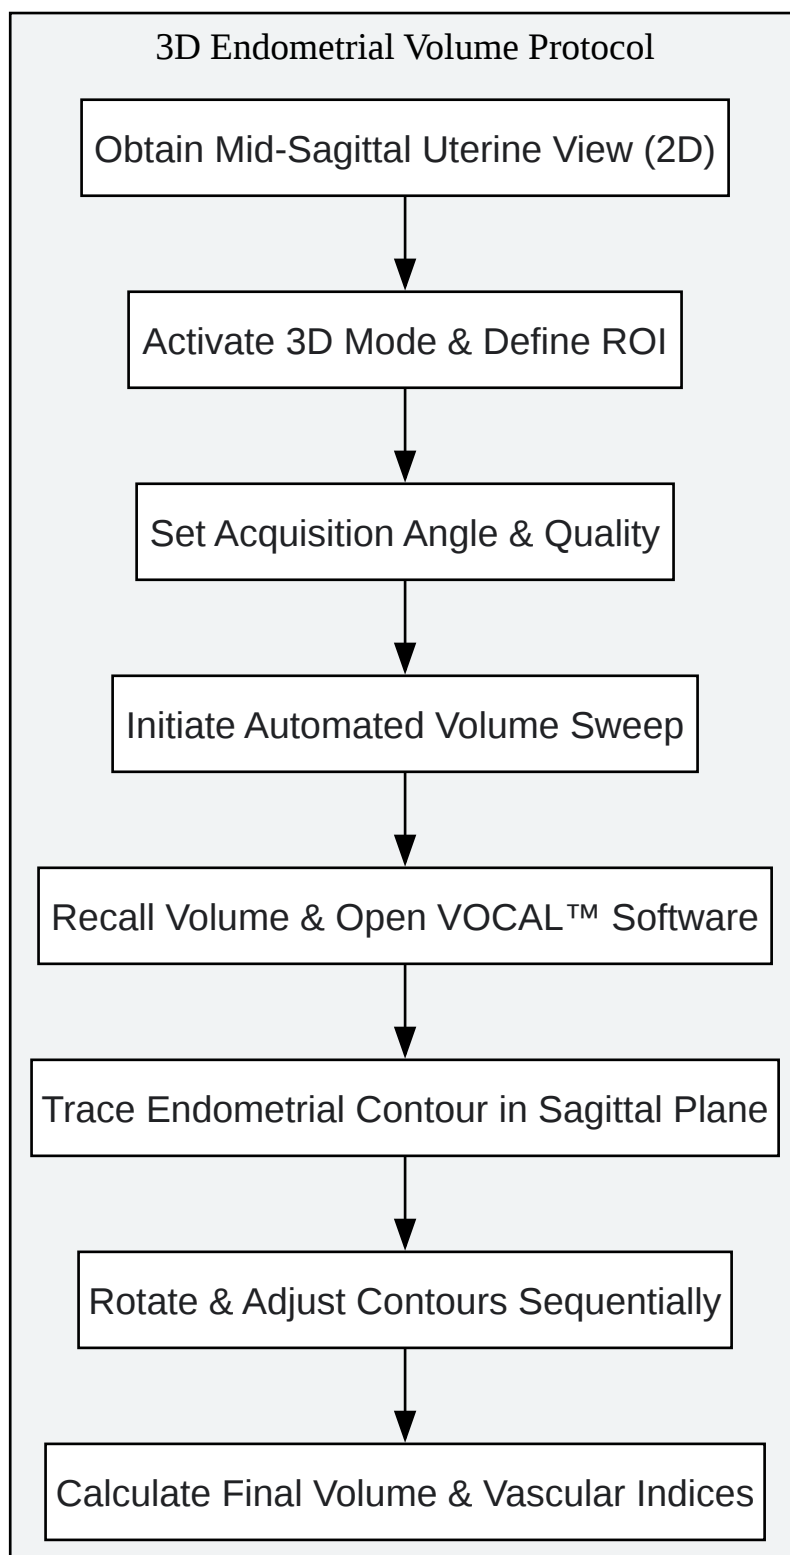 3D Endometrial Volume Protocol
Obtain Mid-Sagittal Uterine View (2D)
Activate 3D Mode & Define ROI
Set Acquisition Angle & Quality
Initiate Automated Volume Sweep
Recall Volume & Open VOCAL™ Software
Trace Endometrial Contour in Sagittal Plane
Rotate & Adjust Contours Sequentially
Calculate Final Volume & Vascular Indices